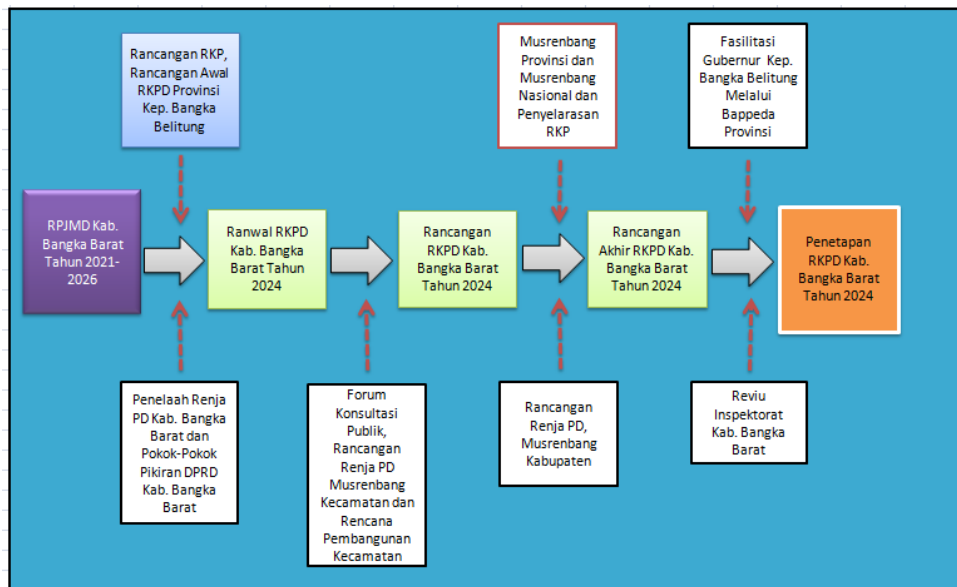 Rancangan RKP,
Rancangan Awal
RKPD Provinsi
Kep. Bangka
Belitung
Musrenbang
Provinsi dan
Musrenbang
Nasional dan
Penyelarasan
RKP
Fasilitasi
Gubernur Kep.
Bangka Belitung
Melalui
Bappeda
Provinsi
RPJMD Kab.
Bangka Barat
Tahun 2021-
2026
Ranwal RKPD
Kab. Bangka
Barat Tahun
2024
Rancangan
RKPD Kab.
Bangka Barat
Tahun 2024
Rancangan
Akhir RKPD Kab.
Bangka Barat
Tahun 2024
Penetapan
RKPD Kab.
Bangka Barat
Tahun 2024
Penelaah Renja
PD Kab. Bangka
Barat dan
Pokok-Pokok
Pikiran DPRD
Kab. Bangka
Barat
Forum
Konsultasi
Publik,
Rancangan
Renja PD
Musrenbang
Kecamatan dan
Rencana
Pembangunan
Kecamatan
Rancangan
Renja PD,
Musrenbang
Kabupaten
Reviu
Inspektorat
Kab. Bangka
Barat